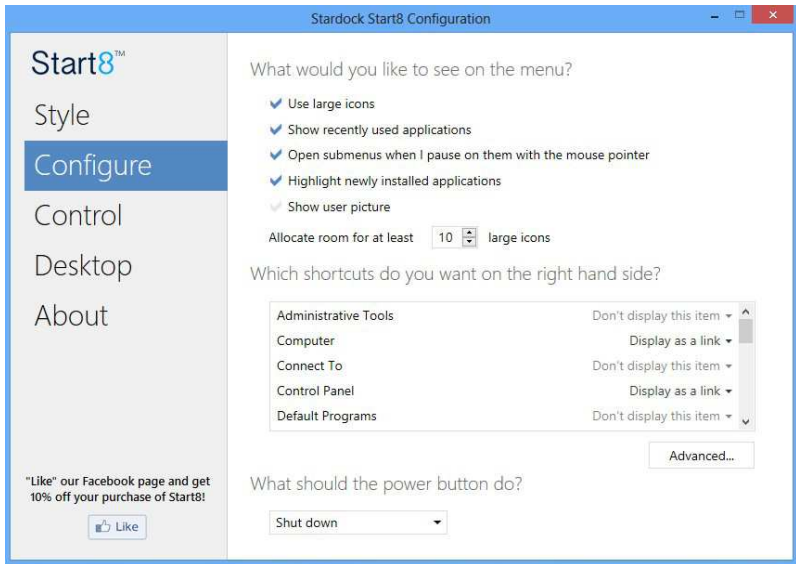 Stardock Start8 Configuration
Start8™
Style
Configure
Control
Desktop
About
"Like" our Facebook page and get
10% off your purchase of Start8!
Like
What would you like to see on the menu?
Use large icons
Show recently used applications
Open submenus when I pause on them with the mouse pointer
Highlight newly installed applications
Show user picture
Allocate room for at least 10 large icons
Which shortcuts do you want on the right hand side?
Administrative Tools Don't display this item
Computer Display as a link
Connect To Don't display this item
Control Panel Display as a link
Default Programs Don't display this item
Advanced...
What should the power button do?
Shut down